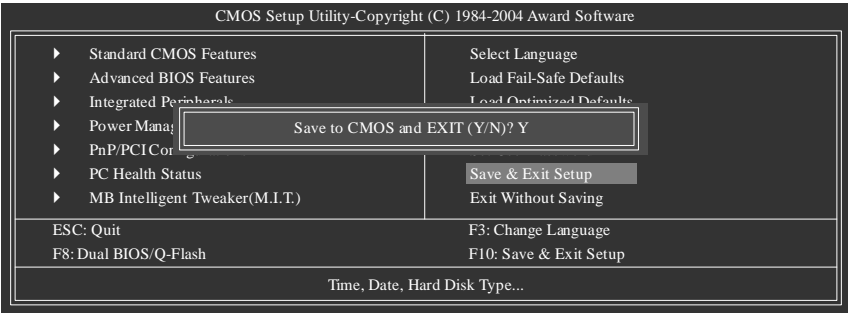 CMOS Setup Utility-Copyright (C) 1984-2004 Award Software
Standard CMOS Features
Advanced BIOS Features
Integrated Peripherals
Power
PnP/PCI
PC Health Status
MB Intelligent Tweaker(M.I.T.)
Select Language
Load Fail-Safe Defaults
Load Optimized Defaults
Save & Exit Setup
Exit Without Saving
Save to CMOS and EXIT (Y/N)? Y
ESC: Quit
F3: Change Language
F8: Dual BIOS/Q-Flash
F10: Save & Exit Setup
Time, Date, Hard Disk Type...